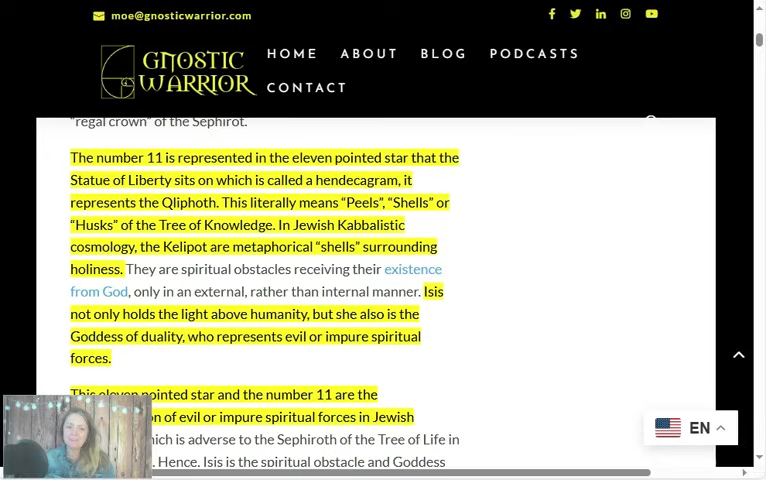 moe@gnosticwarrior.com
GNOSTIC
WARRIOR
HOME ABOUT BLOG PODCASTS
CONTACT
"regal crown" of the Sephirot.
The number 11 is represented in the eleven pointed star that the
Statue of Liberty sits on which is called a hendecagram, it
represents the Qliphoth. This literally means “Peels”, “Shells” or
“Husks” of the Tree of Knowledge. In Jewish Kabbalistic
cosmology, the Kelipot are metaphorical “shells” surrounding
holiness. They are spiritual obstacles receiving their existence
from God, only in an external, rather than internal manner. Isis
not only holds the light above humanity, but she also is the
Goddess of duality, who represents evil or impure spiritual
forces.
This eleven pointed star and the number 11 are the
on of evil or impure spiritual forces in Jewish
which is adverse to the Sephiroth of the Tree of Life in
. Hence, Isis is the spiritual obstacle and Goddess
EN